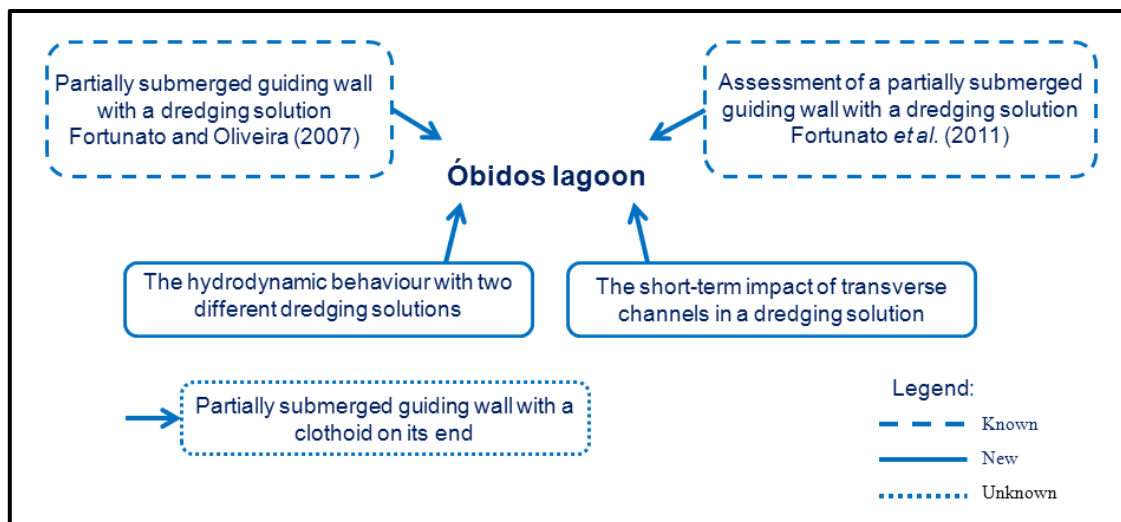 Partially submerged guiding wall
with a dredging solution
Fortunato and Oliveira (2007)
Assessment of a partially submerged
guiding wall with a dredging solution
Fortunato et al. (2011)
Óbidos lagoon
The hydrodynamic behaviour with two
different dredging solutions
The short-term impact of transverse
channels in a dredging solution
Partially submerged guiding wall with a
clothoid on its end
Legend:
Known
New
Unknown